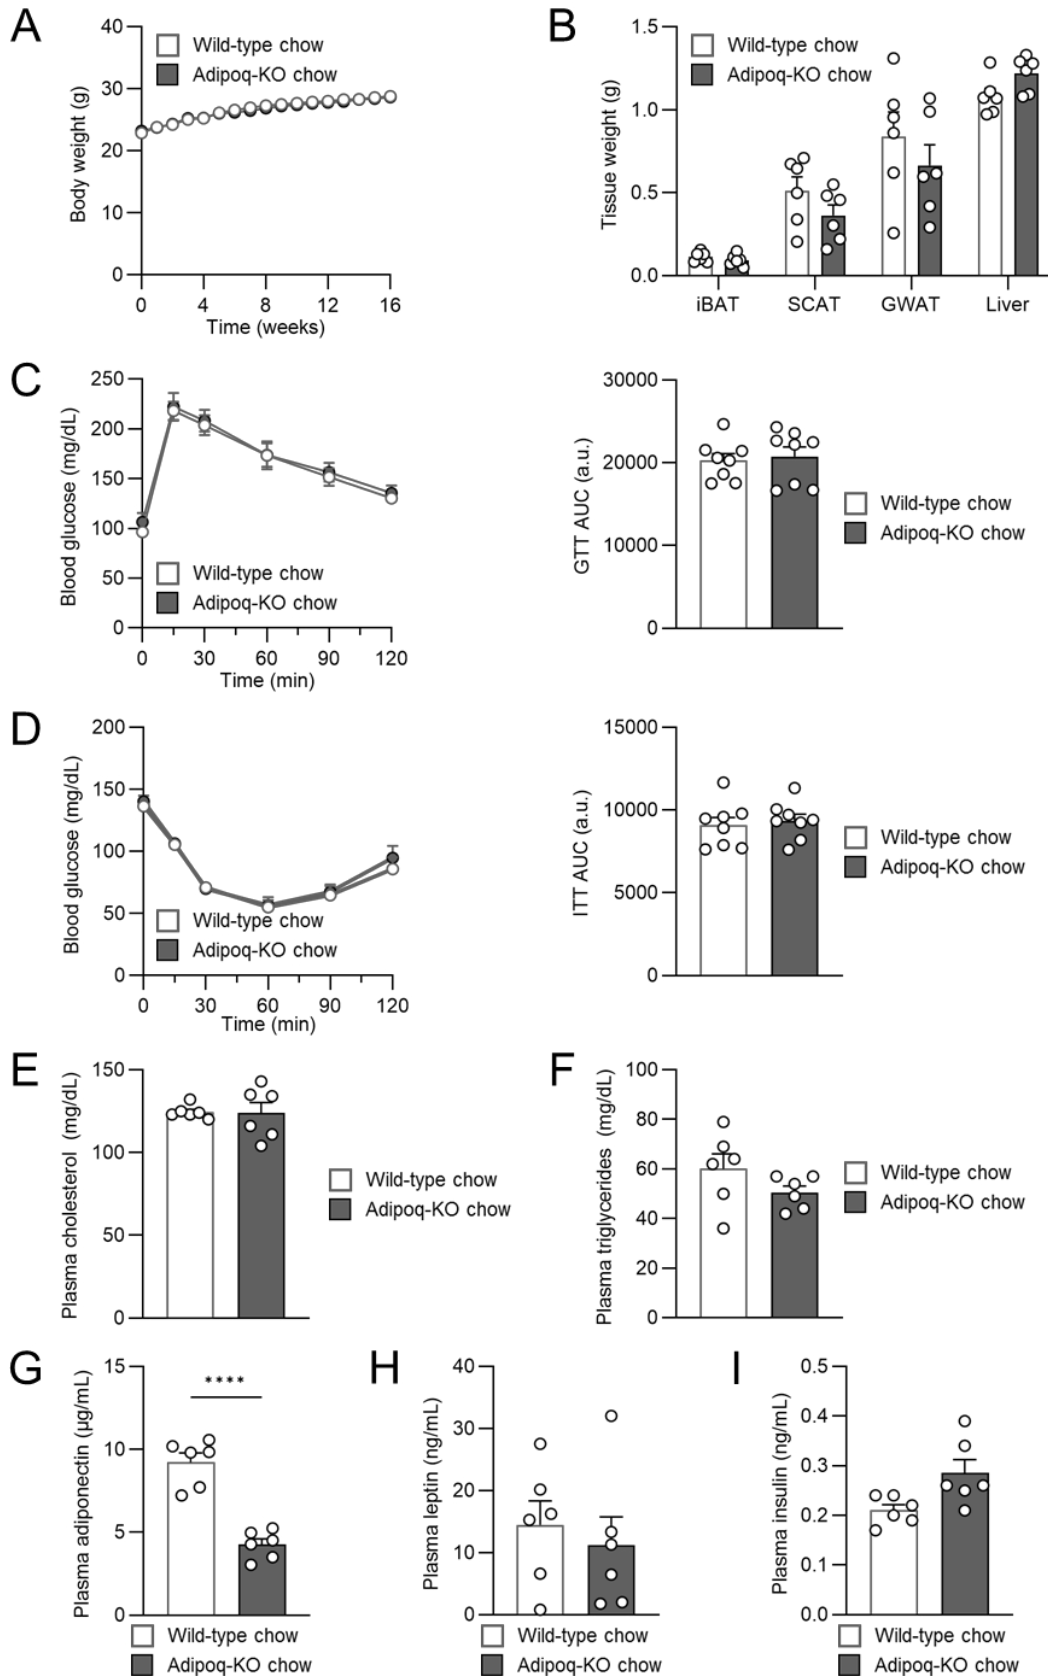 A
Body weight (g)
40
30
20
10
0
Wild-type chow
Adipoq-KO chow
0 4 8 12 16
Time (weeks)
B
Tissue weight (g)
1.5
1.0
0.5
0.0
Wild-type chow
Adipoq-KO chow
iBAT SCAT GWAT Liver
C
Blood glucose (mg/dL)
250
200
150
100
50
0
Wild-type chow
Adipoq-KO chow
0 30 60 90 120
Time (min)
GTT AUC (a.u.)
30000
20000
10000
0
Wild-type chow
Adipoq-KO chow
D
Blood glucose (mg/dL)
200
150
100
50
0
Wild-type chow
Adipoq-KO chow
0 30 60 90 120
Time (min)
ITT AUC (a.u.)
15000
10000
5000
0
Wild-type chow
Adipoq-KO chow
E
Plasma cholesterol (mg/dL)
150
100
50
0
Wild-type chow
Adipoq-KO chow
F
Plasma triglycerides (mg/dL)
100
80
60
40
20
0
Wild-type chow
Adipoq-KO chow
G
Plasma adiponectin (µg/mL)
15
10
5
0
****
Wild-type chow
Adipoq-KO chow
H
Plasma leptin (ng/mL)
40
30
20
10
0
Wild-type chow
Adipoq-KO chow
I
Plasma insulin (ng/mL)
0.5
0.4
0.3
0.2
0.1
0.0
Wild-type chow
Adipoq-KO chow